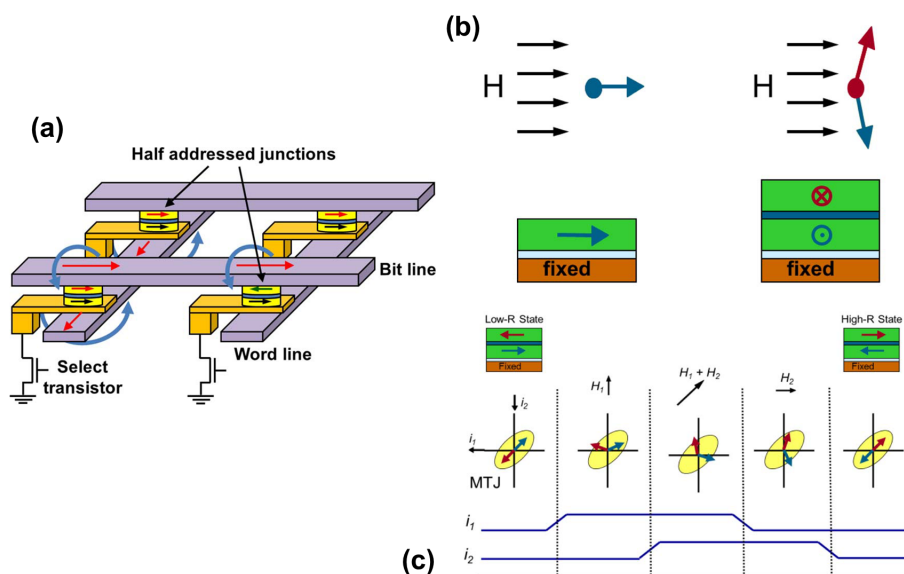 (a)
Half addressed junctions
Bit line
Word line
Select
transistor
(b)
H
H
fixed
fixed
Low-R State
Fixed
High-R State
Fixed
i₂
H₁
H₁ + H₂
H₂
i₁
MTJ
i₁
i₂
(c)